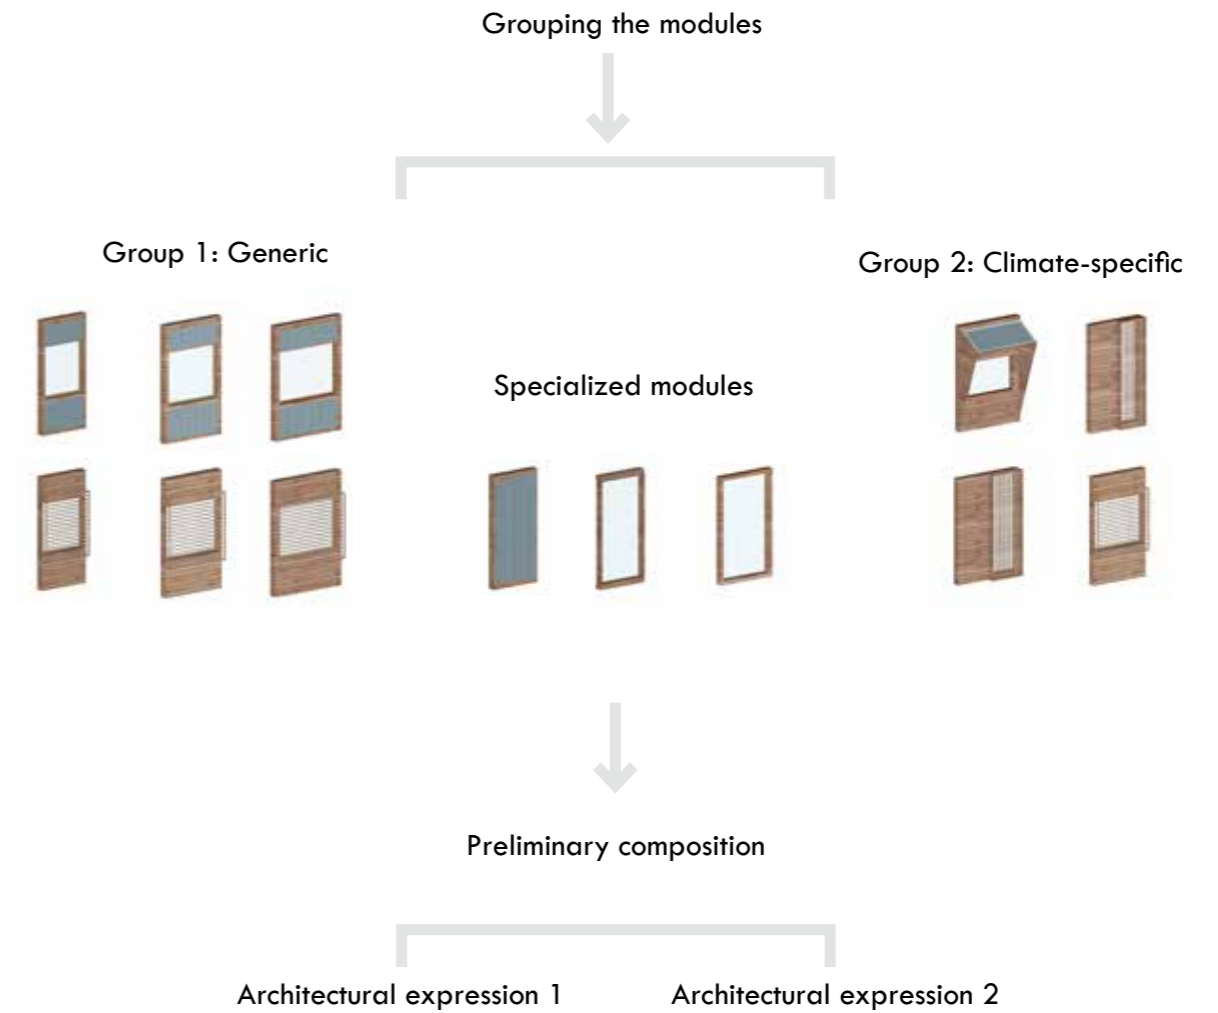 Grouping the modules
Group 1: Generic
Group 2: Climate-specific
Specialized modules
Preliminary composition
Architectural expression 1
Architectural expression 2